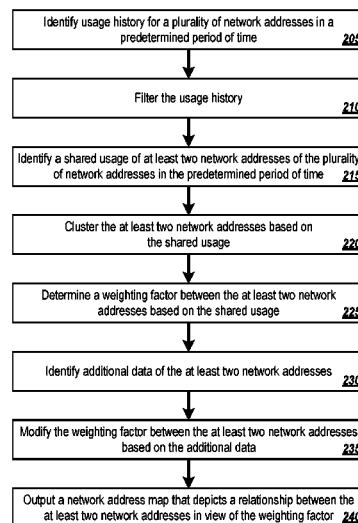 Identify usage history for a plurality of network addresses in a
predetermined period of time 205
Filter the usage history
210
Identify a shared usage of at least two network addresses of the plurality
of network addresses in the predetermined period of time 215
Cluster the at least two network addresses based on
the shared usage 220
Determine a weighting factor between the at least two network
addresses based on the shared usage 225
Identify additional data of the at least two network addresses
230
Modify the weighting factor between the at least two network addresses
based on the additional data 235
Output a network address map that depicts a relationship between the
at least two network addresses in view of the weighting factor 240